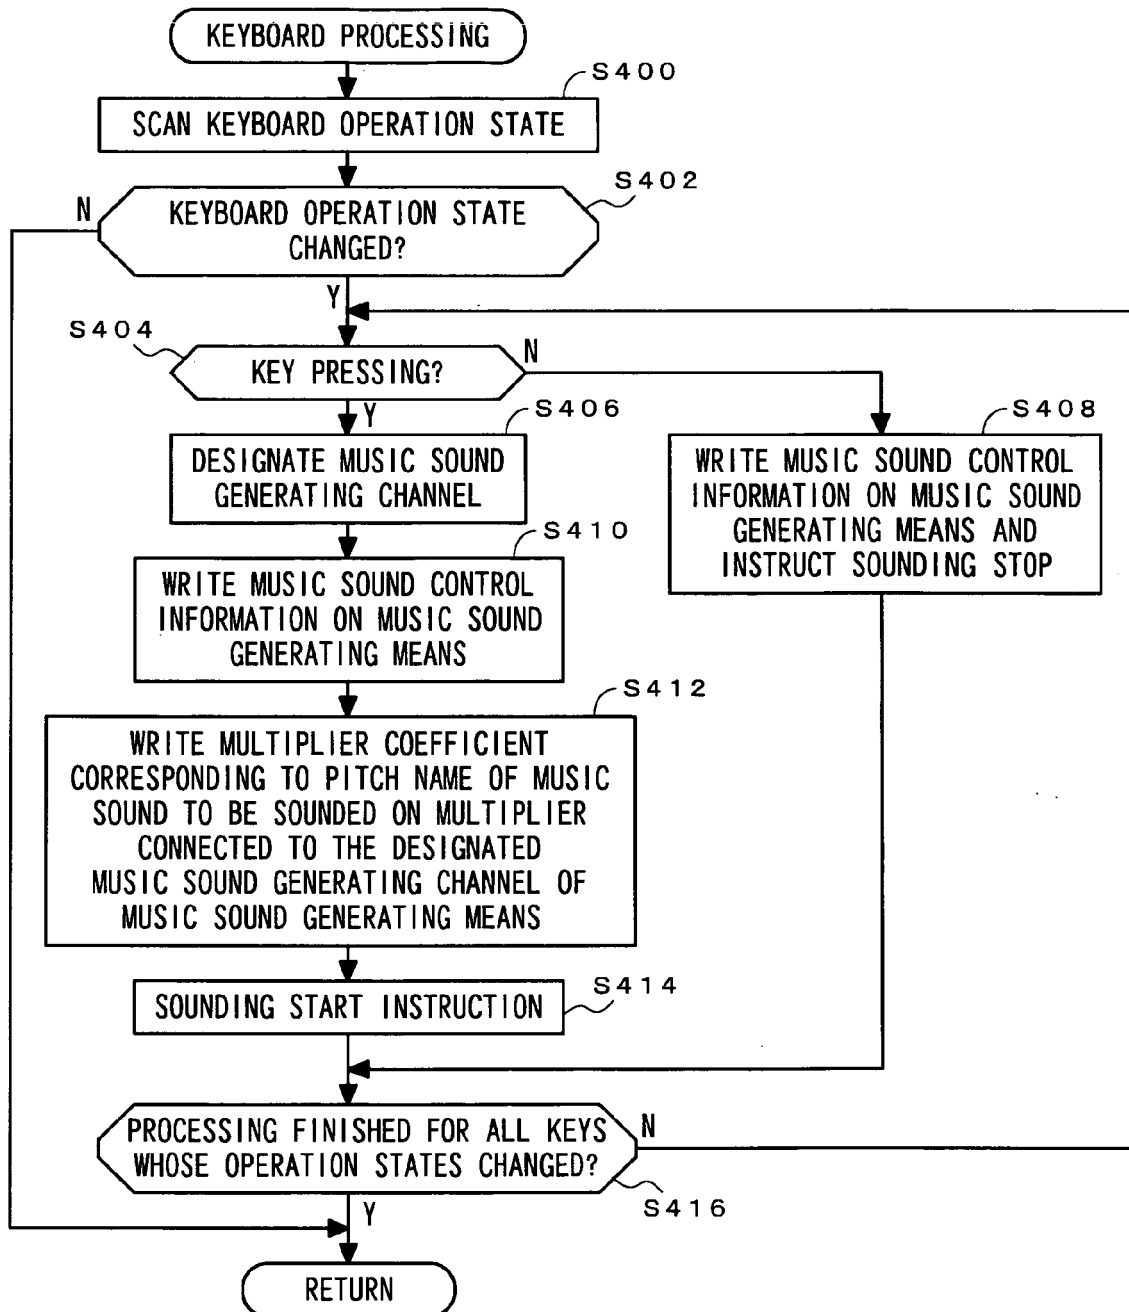 KEYBOARD PROCESSING
S400
SCAN KEYBOARD OPERATION STATE
S402
N
KEYBOARD OPERATION STATE
CHANGED?
Y
S404
KEY PRESSING?
N
Y
S406
DESIGNATE MUSIC SOUND
GENERATING CHANNEL
S408
WRITE MUSIC SOUND CONTROL
INFORMATION ON MUSIC SOUND
GENERATING MEANS AND
INSTRUCT SOUNDING STOP
S410
WRITE MUSIC SOUND CONTROL
INFORMATION ON MUSIC SOUND
GENERATING MEANS
S412
WRITE MULTIPLIER COEFFICIENT
CORRESPONDING TO PITCH NAME OF MUSIC
SOUND TO BE SOUNDED ON MULTIPLIER
CONNECTED TO THE DESIGNATED
MUSIC SOUND GENERATING CHANNEL OF
MUSIC SOUND GENERATING MEANS
S414
SOUNDING START INSTRUCTION
PROCESSING FINISHED FOR ALL KEYS
WHOSE OPERATION STATES CHANGED?
N
S416
Y
RETURN